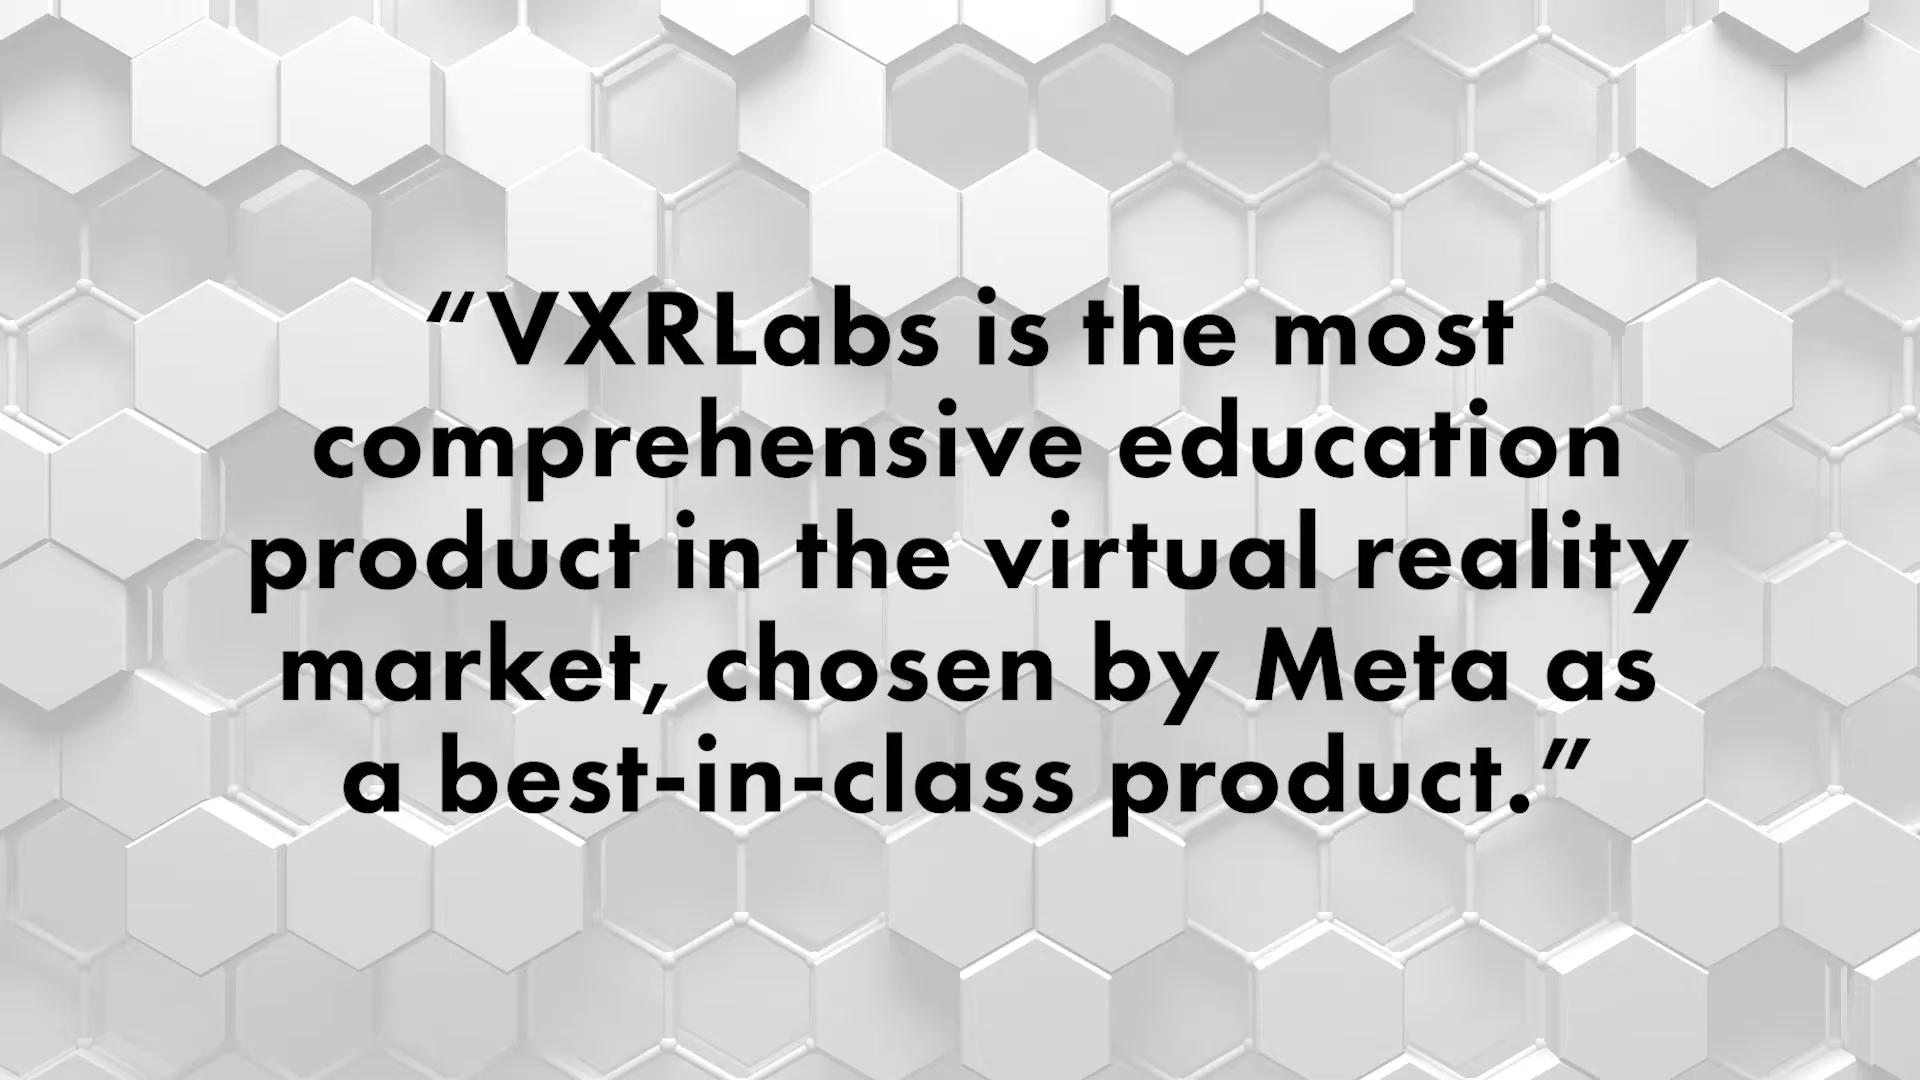 “VXRLabs is the most
comprehensive education
product in the virtual reality
market, chosen by Meta as
a best-in-class product.”